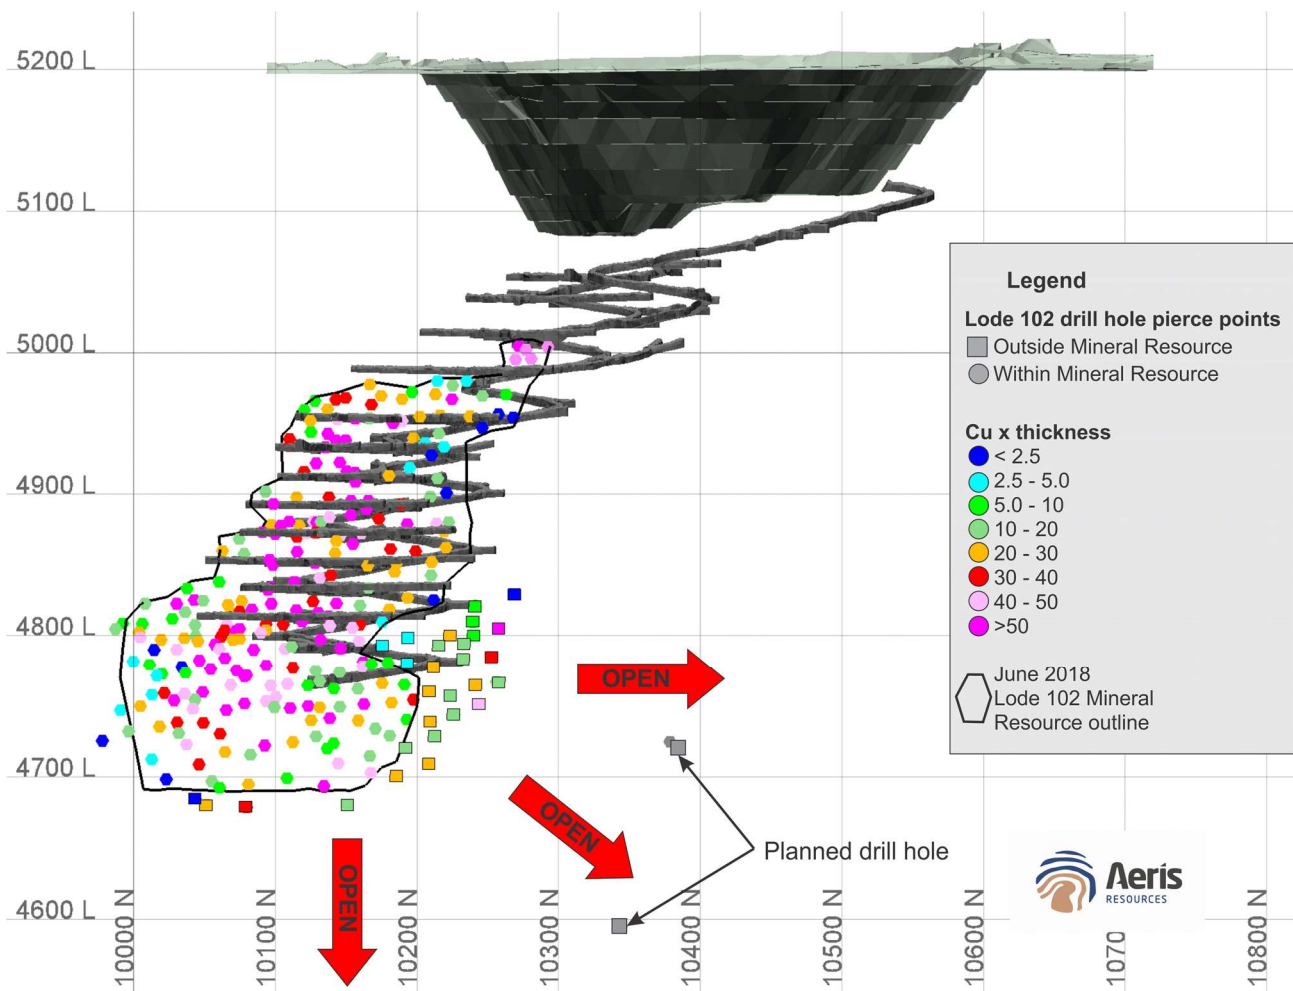 5200 L
5100 L
5000 L
4900 L
4800 L
4700 L
4600 L
Legend
Lode 102 drill hole pierce points
Outside Mineral Resource
Within Mineral Resource
Cu x thickness
< 2.5
2.5 - 5.0
5.0 - 10
10 - 20
20 - 30
30 - 40
40 - 50
>50
June 2018
Lode 102 Mineral
Resource outline
OPEN
OPEN
OPEN
Planned drill hole
Aeris
RESOURCES
10000 N
10100 N
10200 N
10300 N
10400 N
10500 N
10600 N
1070
10800 N